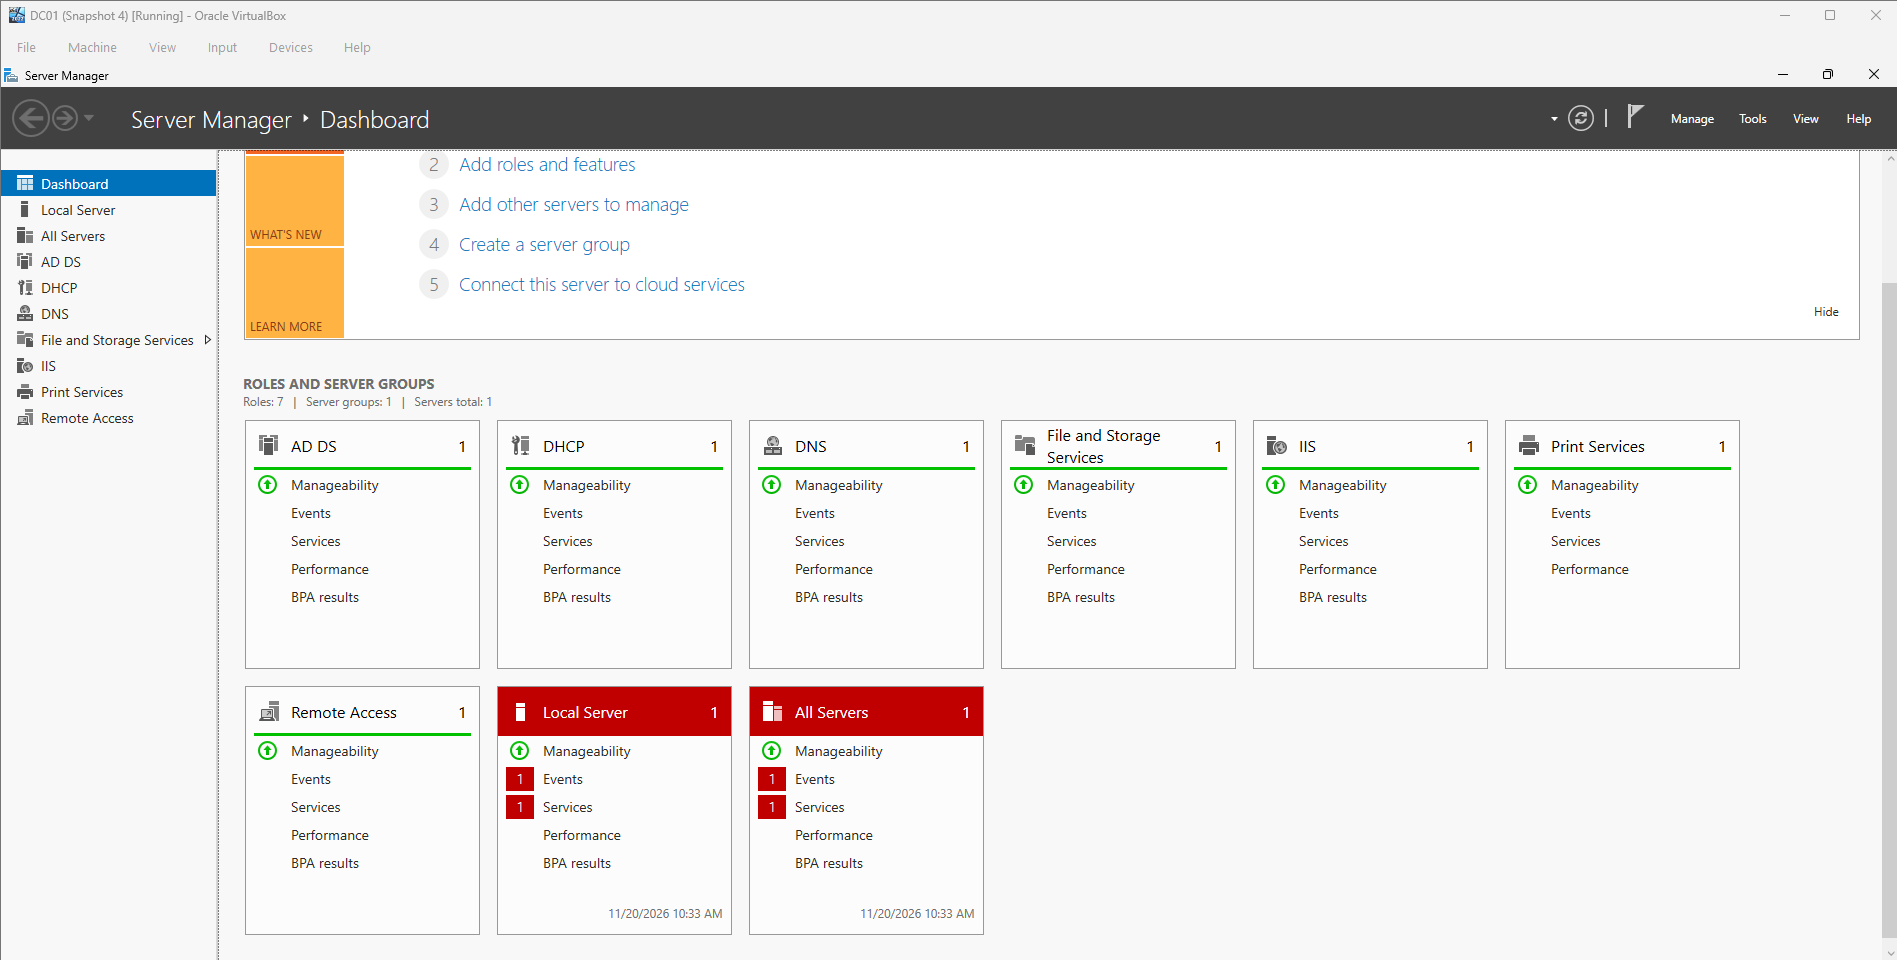 DC01 (Snapshot 4) [Running] - Oracle VirtualBox
File Machine View Input Devices Help
Server Manager
Server Manager ‣ Dashboard
Manage Tools View Help
Dashboard
Local Server
All Servers
AD DS
DHCP
DNS
File and Storage Services
IIS
Print Services
Remote Access
WHAT'S NEW
LEARN MORE
2 Add roles and features
3 Add other servers to manage
4 Create a server group
5 Connect this server to cloud services
Hide
ROLES AND SERVER GROUPS
Roles: 7 | Server groups: 1 | Servers total: 1
AD DS 1
Manageability
Events
Services
Performance
BPA results
DHCP 1
Manageability
Events
Services
Performance
BPA results
DNS 1
Manageability
Events
Services
Performance
BPA results
File and Storage
Services 1
Manageability
Events
Services
Performance
BPA results
IIS 1
Manageability
Events
Services
Performance
BPA results
Print Services 1
Manageability
Events
Services
Performance
Remote Access 1
Manageability
Events
Services
Performance
BPA results
Local Server 1
Manageability
1 Events
1 Services
Performance
BPA results
11/20/2026 10:33 AM
All Servers 1
Manageability
1 Events
1 Services
Performance
BPA results
11/20/2026 10:33 AM